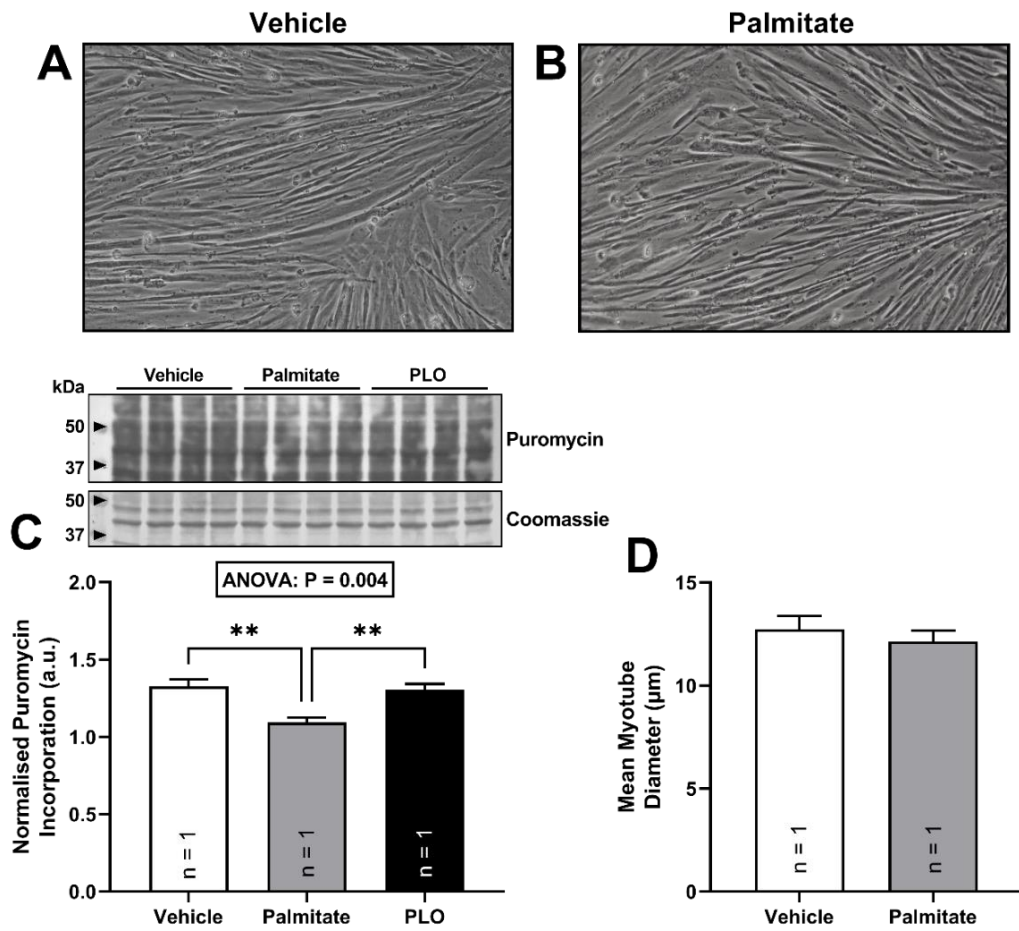 Vehicle
Palmitate
A
B
kDa
Vehicle
Palmitate
PLO
50
37
Puromycin
50
37
Coomassie
C
ANOVA: P = 0.004
Normalised Puromycin
Incorporation (a.u.)
2.0
1.5
1.0
0.5
0.0
**
**
n = 1
n = 1
n = 1
Vehicle
Palmitate
PLO
D
Mean Myotube
Diameter (µm)
15
10
5
0
n = 1
n = 1
Vehicle
Palmitate